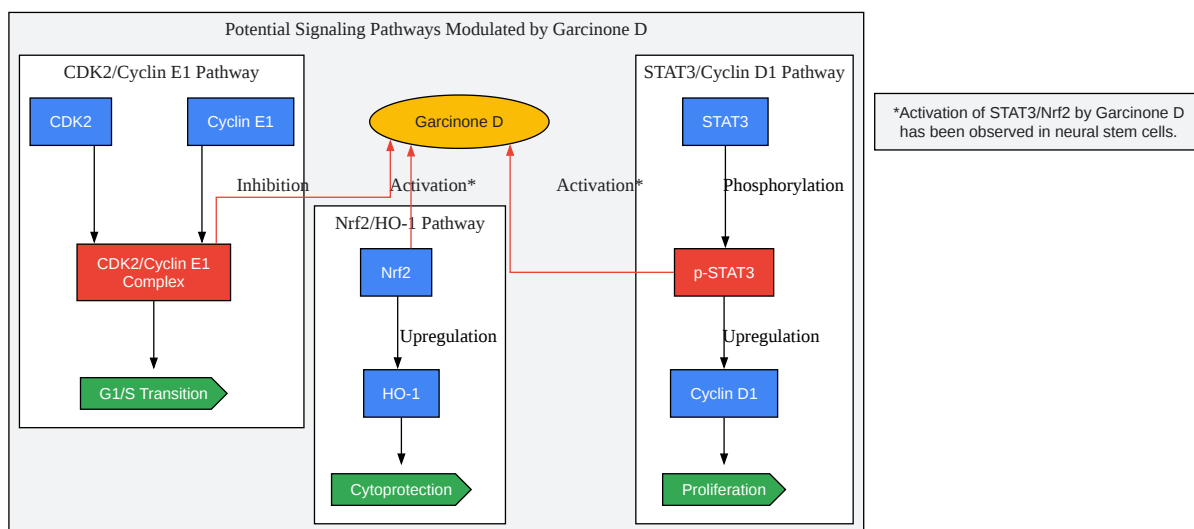 Potential Signaling Pathways Modulated by Garcinone D
CDK2/Cyclin E1 Pathway
STAT3/Cyclin D1 Pathway
CDK2
Cyclin E1
Garcinone D
STAT3
*Activation of STAT3/Nrf2 by Garcinone D
has been observed in neural stem cells.
Inhibition
Activation*
Activation*
Phosphorylation
Nrf2/HO-1 Pathway
CDK2/Cyclin E1
Complex
Nrf2
p-STAT3
Upregulation
Upregulation
G1/S Transition
HO-1
Cyclin D1
Cytoprotection
Proliferation